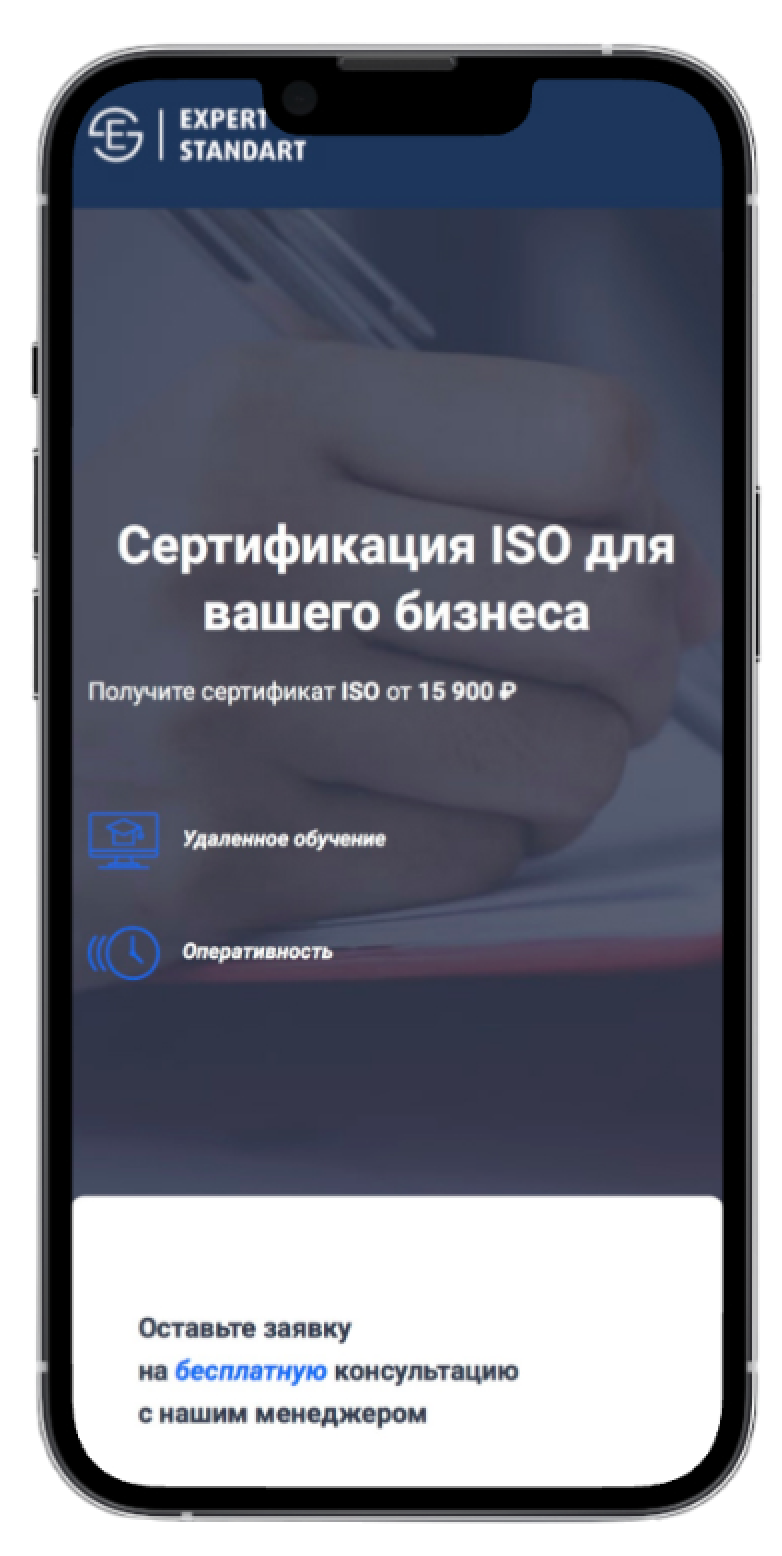 EXPERT
STANDART
Сертификация ISO для
вашего бизнеса
Получите сертификат ISO от 15 900 ₽
Удаленное обучение
Оперативность
Оставьте заявку
на бесплатную консультацию
с нашим менеджером